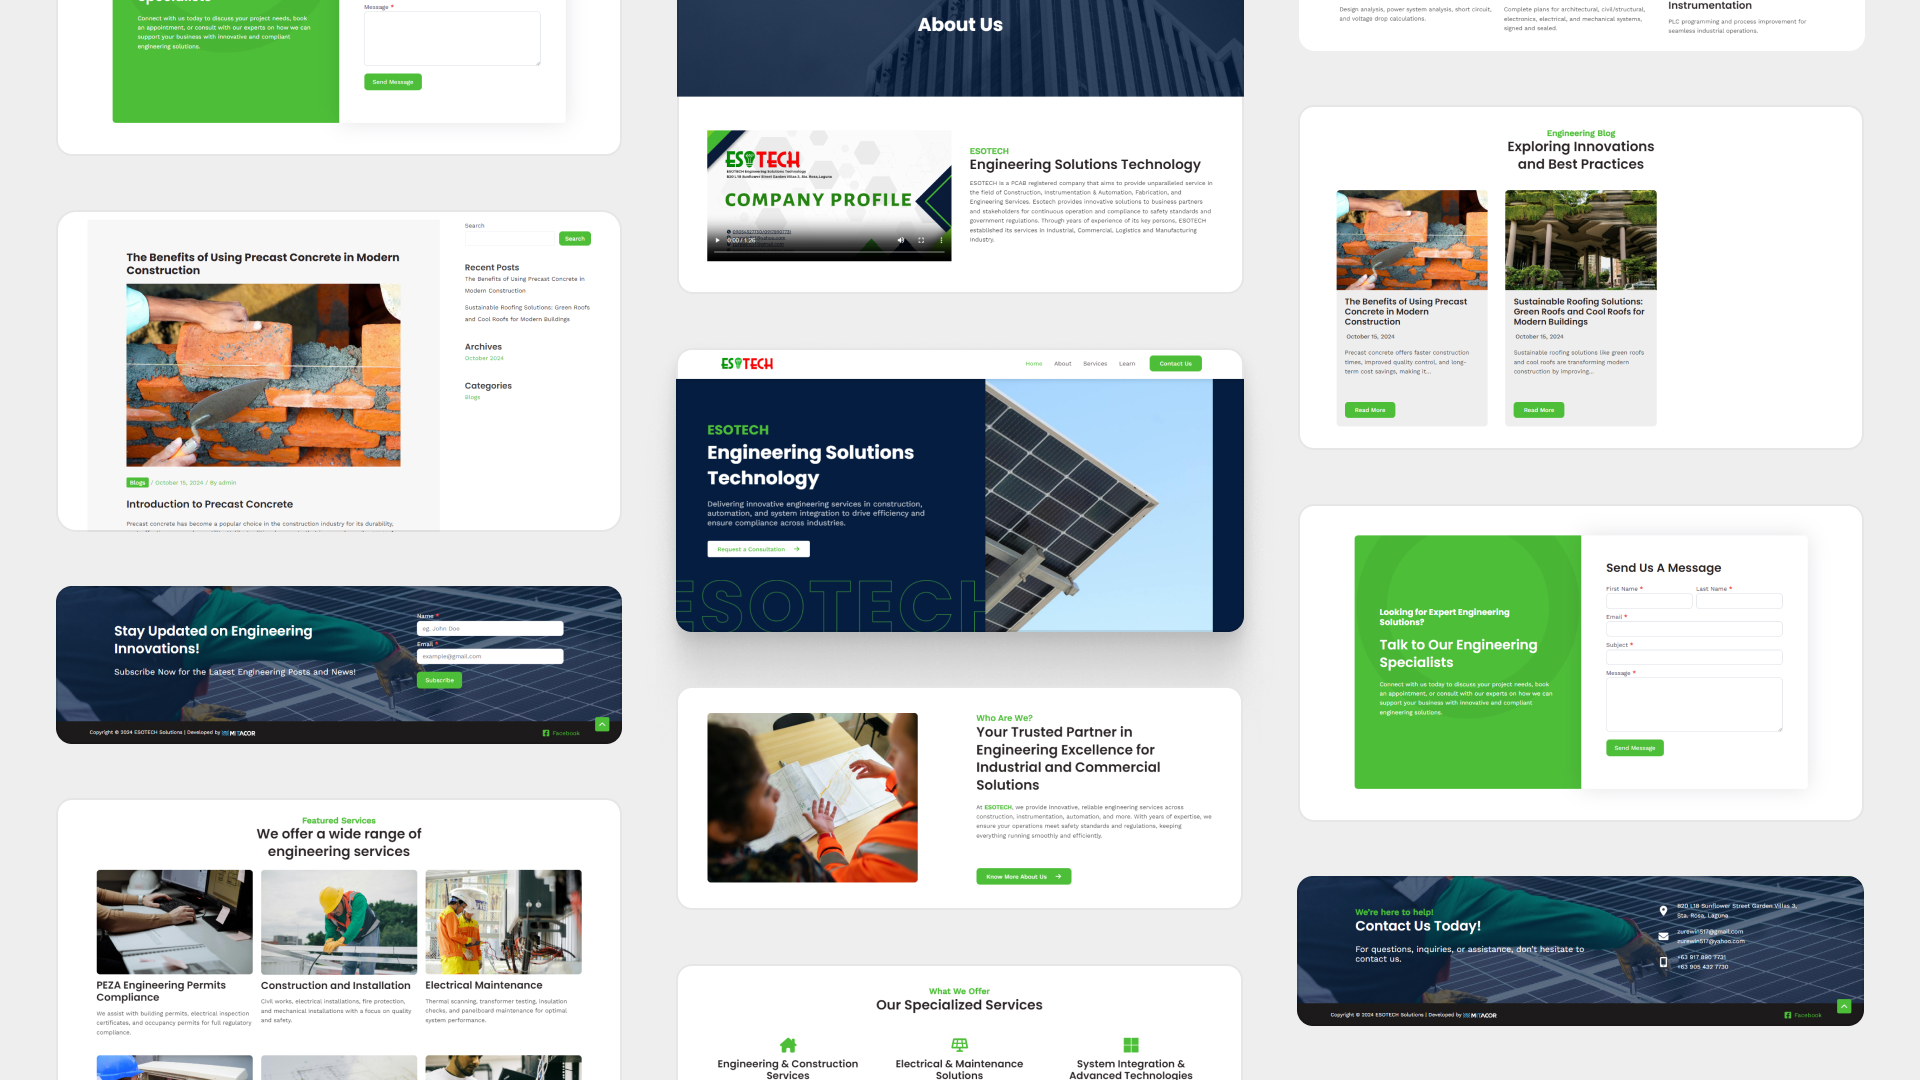 Specialists
Connect with us today to discuss your project needs, book
an appointment, or consult with our experts on how we can
support your business with innovative and compliant
engineering solutions.
Message *
Send Message
The Benefits of Using Precast Concrete in Modern
Construction
Blogs / October 15, 2024 / By admin
Introduction to Precast Concrete
Precast concrete has become a popular choice in the construction industry for its durability,
Search
Search
Recent Posts
The Benefits of Using Precast Concrete in
Modern Construction
Sustainable Roofing Solutions: Green Roofs
and Cool Roofs for Modern Buildings
Archives
October 2024
Categories
Blogs
Stay Updated on Engineering
Innovations!
Subscribe Now for the Latest Engineering Posts and News!
Name *
eg. John Doe
Email *
example@gmail.com
Subscribe
Copyright © 2024 ESOTECH Solutions | Developed by MITACOR
Facebook
Featured Services
We offer a wide range of
engineering services
PEZA Engineering Permits
Compliance
We assist with building permits, electrical inspection
certificates, and occupancy permits for full regulatory
compliance.
Construction and Installation
Civil works, electrical installations, fire protection,
and mechanical installations with a focus on quality
and safety.
Electrical Maintenance
Thermal scanning, transformer testing, insulation
checks, and panelboard maintenance for optimal
system performance.
About Us
ESOTECH
ESOTECH Engineering Solutions Technology
B20 L18 Sunflower Street Garden Villas 3, Sta. Rosa, Laguna
COMPANY PROFILE
0:00 / 1:26
ESOTECH
Engineering Solutions Technology
ESOTECH is a PCAB registered company that aims to provide unparalleled service in
the field of Construction, Instrumentation & Automation, Fabrication, and
Engineering Services. Esotech provides innovative solutions to business partners
and stakeholders for continuous operation and compliance to safety standards and
government regulations. Through years of experience of its key persons, ESOTECH
established its services in Industrial, Commercial, Logistics and Manufacturing
Industry.
ESOTECH
Home
About
Services
Learn
Contact Us
ESOTECH
Engineering Solutions
Technology
Delivering innovative engineering services in construction,
automation, and system integration to drive efficiency and
ensure compliance across industries.
Request a Consultation
ESOTECH
Who Are We?
Your Trusted Partner in
Engineering Excellence for
Industrial and Commercial
Solutions
At ESOTECH, we provide innovative, reliable engineering services across
construction, instrumentation, automation, and more. With years of expertise, we
ensure your operations meet safety standards and regulations, keeping
everything running smoothly and efficiently.
Know More About Us
What We Offer
Our Specialized Services
Engineering & Construction
Services
Electrical & Maintenance
Solutions
System Integration &
Advanced Technologies
Design analysis, power system analysis, short circuit,
and voltage drop calculations.
Complete plans for architectural, civil/structural,
electronics, electrical, and mechanical systems,
signed and sealed.
Instrumentation
PLC programming and process improvement for
seamless industrial operations.
Engineering Blog
Exploring Innovations
and Best Practices
The Benefits of Using Precast
Concrete in Modern
Construction
October 15, 2024
Precast concrete offers faster construction
times, improved quality control, and long-
term cost savings, making it...
Read More
Sustainable Roofing Solutions:
Green Roofs and Cool Roofs for
Modern Buildings
October 15, 2024
Sustainable roofing solutions like green roofs
and cool roofs are transforming modern
construction by improving...
Read More
Looking for Expert Engineering
Solutions?
Talk to Our Engineering
Specialists
Connect with us today to discuss your project needs, book
an appointment, or consult with our experts on how we can
support your business with innovative and compliant
engineering solutions.
Send Us A Message
First Name *
Last Name *
Email *
Subject *
Message *
Send Message
We're here to help!
Contact Us Today!
For questions, inquiries, or assistance, don't hesitate to
contact us.
B20 L18 Sunflower Street Garden Villas 3,
Sta. Rosa, Laguna
zurewin517@gmail.com
zurewin517@yahoo.com
+63 917 890 7731
+63 905 432 7730
Copyright © 2024 ESOTECH Solutions | Developed by MITACOR
Facebook